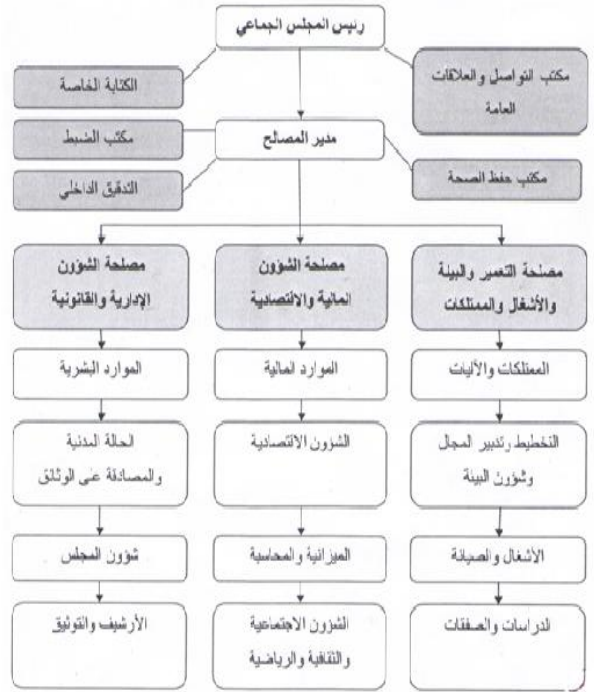 رئيس المجلس الجماعي
مكتب التواصل والعلاقات
العامة
الكتابة الخاصة
مدير المصالح
مكتب الضبط
مكتب حفظ الصحة
التدقيق الداخلي
مصلحة التعمير والبيئة
والأشغال والممتلكات
مصلحة الشؤون
المالية والاقتصادية
مصلحة الشؤون
الإدارية والقانونية
الممتلكات والآليات
الموارد المالية
الموارد البشرية
التخطيط وتدبير المجال
وشؤون البيئة
الشؤون الاقتصادية
الحالة المدنية
والمصادقة على الوثائق
الأشغال والصيانة
الميزانية والمحاسبة
شؤون المجلس
الدراسات والصفقات
الشؤون الاجتماعية
والثقافية والرياضية
الأرشيف والتوثيق